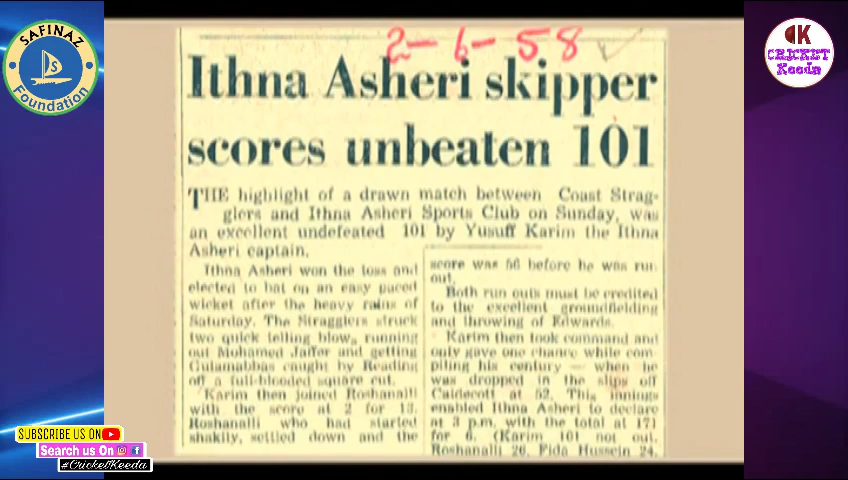 SAFINAZ
S
Foundation
K
CRICKET
Keeda
2-6-58
Ithna Asheri skipper
scores unbeaten 101
THE highlight of a drawn match between Coast Strag-
glers and Ithna Asheri Sports Club on Sunday, was
an excellent undefeated 101 by Yusuff Karim the Ithna
Asheri captain.
Ithna Asheri won the toss and
elected to bat on an easy paced
wicket after the heavy rains of
Saturday. The Stragglers struck
two quick telling blows, running
out Mohamed Jaffer and getting
Gulamabbas caught by Reading
off a full-blooded square cut.
Karim then joined Roshanalli
with the score at 2 for 13.
Roshanalli who had started
shakily, settled down and the
score was 56 before he was run
out.
Both run outs must be credited
to the excellent groundfielding
and throwing of Edwards.
Karim then took command and
only gave one chance while com-
piling his century — when he
was dropped in the slips off
Caldecott at 52. This innings
enabled Ithna Asheri to declare
at 3 p.m. with the total at 171
for 6. (Karim 101 not out,
Roshanalli 26, Fida Hussein 24,
SUBSCRIBE US ON
Search us On
#CricketKeeda